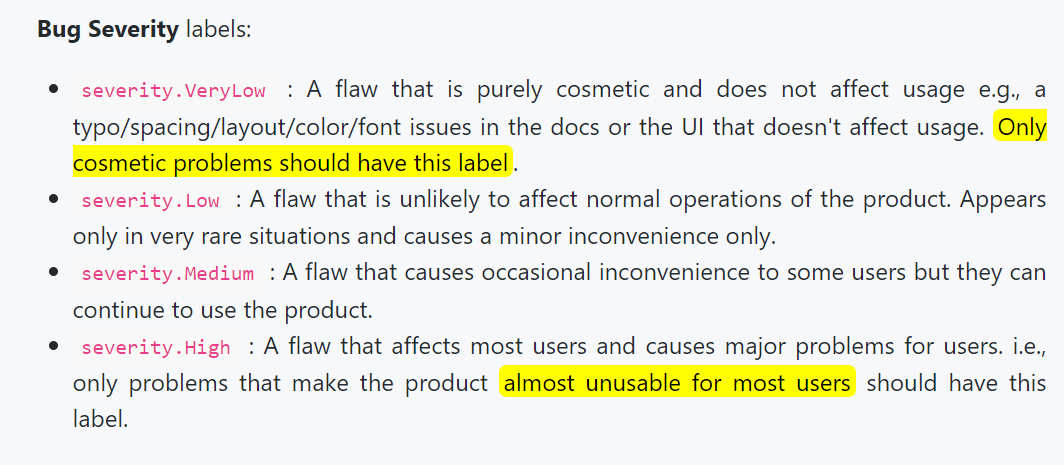 Bug Severity labels:
severity.VeryLow : A flaw that is purely cosmetic and does not affect usage e.g., a
typo/spacing/layout/color/font issues in the docs or the UI that doesn't affect usage. Only
cosmetic problems should have this label.
severity.Low : A flaw that is unlikely to affect normal operations of the product. Appears
only in very rare situations and causes a minor inconvenience only.
severity.Medium : A flaw that causes occasional inconvenience to some users but they can
continue to use the product.
severity.High : A flaw that affects most users and causes major problems for users. i.e.,
only problems that make the product almost unusable for most users should have this
label.